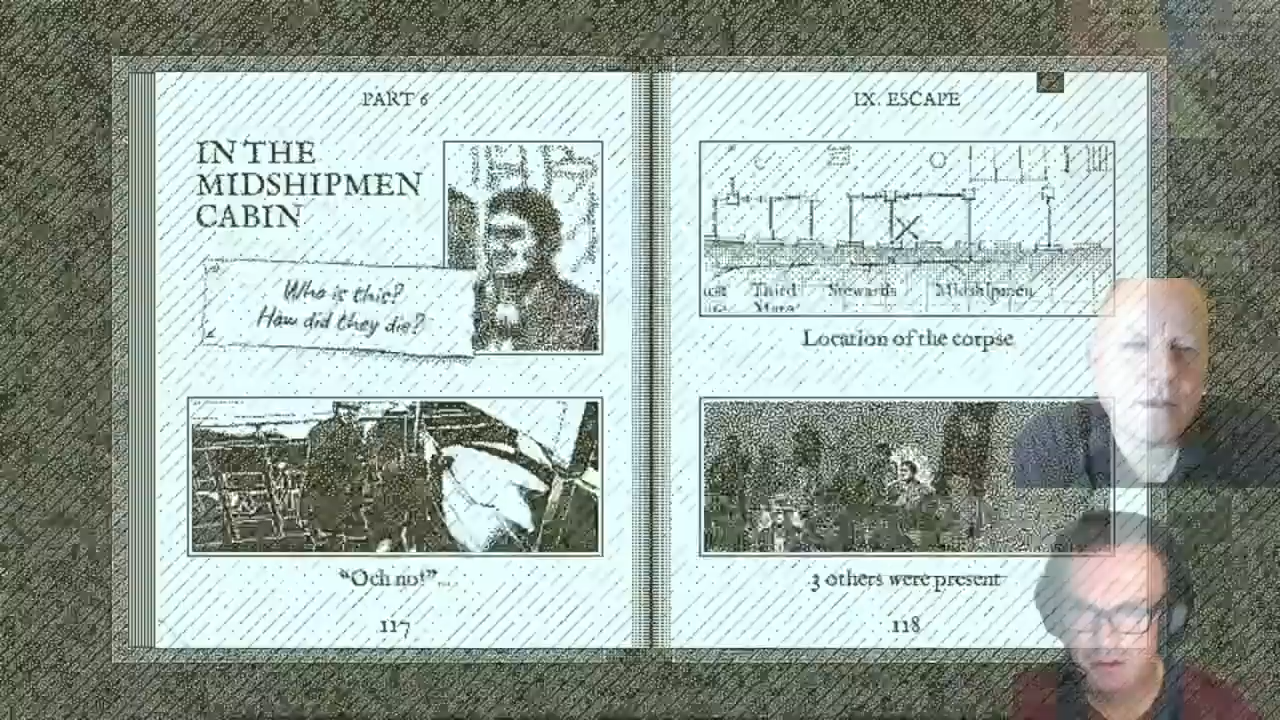 PART 6
IN THE
MIDSHIPMEN
CABIN
Who is this?
How did they die?
"Och no!"...
117
IX. ESCAPE
Third
Mate
Stewards
Midshipmen
Location of the corpse
3 others were present
118